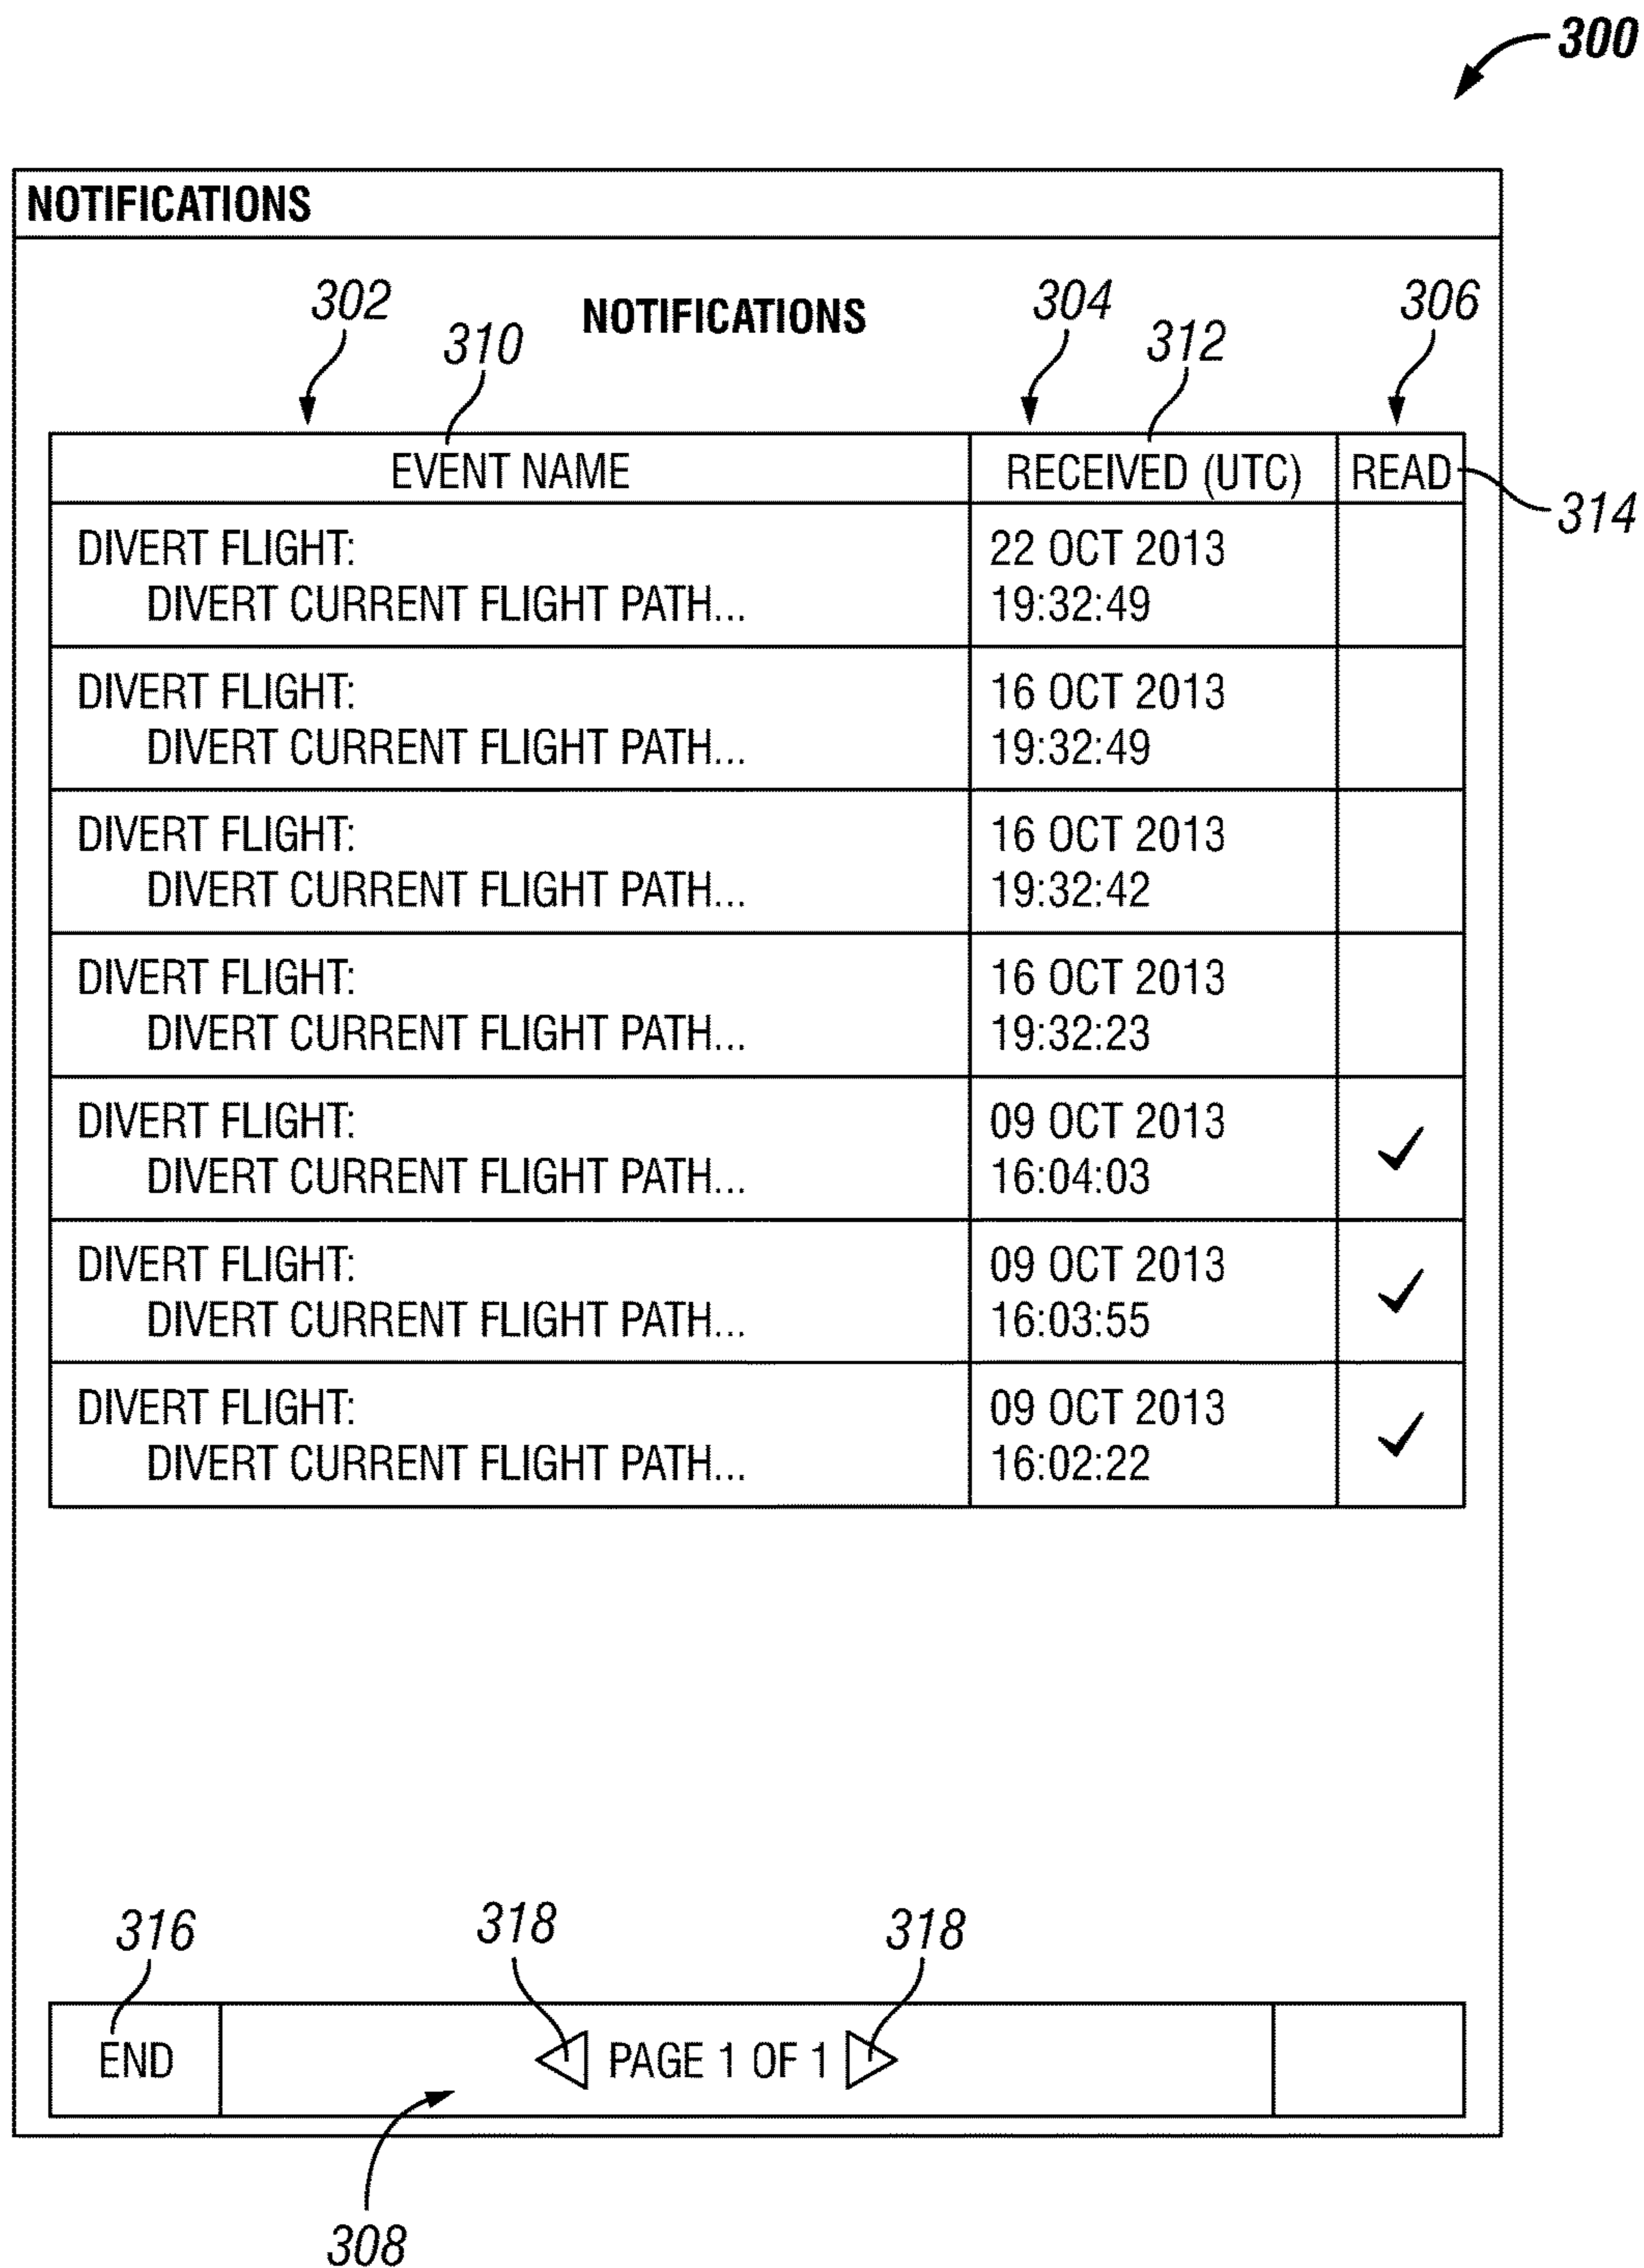 300
NOTIFICATIONS
302
310
NOTIFICATIONS
304
312
306
EVENT NAME
RECEIVED (UTC)
READ
314
DIVERT FLIGHT:
DIVERT CURRENT FLIGHT PATH...
22 OCT 2013
19:32:49
DIVERT FLIGHT:
DIVERT CURRENT FLIGHT PATH...
16 OCT 2013
19:32:49
DIVERT FLIGHT:
DIVERT CURRENT FLIGHT PATH...
16 OCT 2013
19:32:42
DIVERT FLIGHT:
DIVERT CURRENT FLIGHT PATH...
16 OCT 2013
19:32:23
DIVERT FLIGHT:
DIVERT CURRENT FLIGHT PATH...
09 OCT 2013
16:04:03
DIVERT FLIGHT:
DIVERT CURRENT FLIGHT PATH...
09 OCT 2013
16:03:55
DIVERT FLIGHT:
DIVERT CURRENT FLIGHT PATH...
09 OCT 2013
16:02:22
316
318
318
END
PAGE 1 OF 1
308